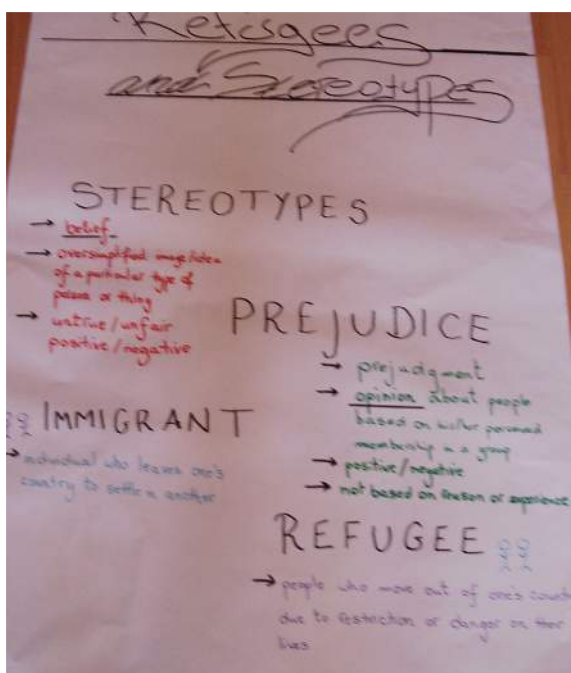 Refugees
and Stereotypes
STEREOTYPES
→ belief
→ oversimplified image/idea
of a particular type of
person or thing
→ untrue/unfair
positive/negative
PREJUDICE
→ prejudgment
→ opinion about people
based on his/her perceived
membership in a group
→ positive/negative
→ not based on reason or experience
IMMIGRANT
→ individual who leaves one's
country to settle in another
REFUGEE
→ people who move out of one's
due to restriction or danger on their
lives